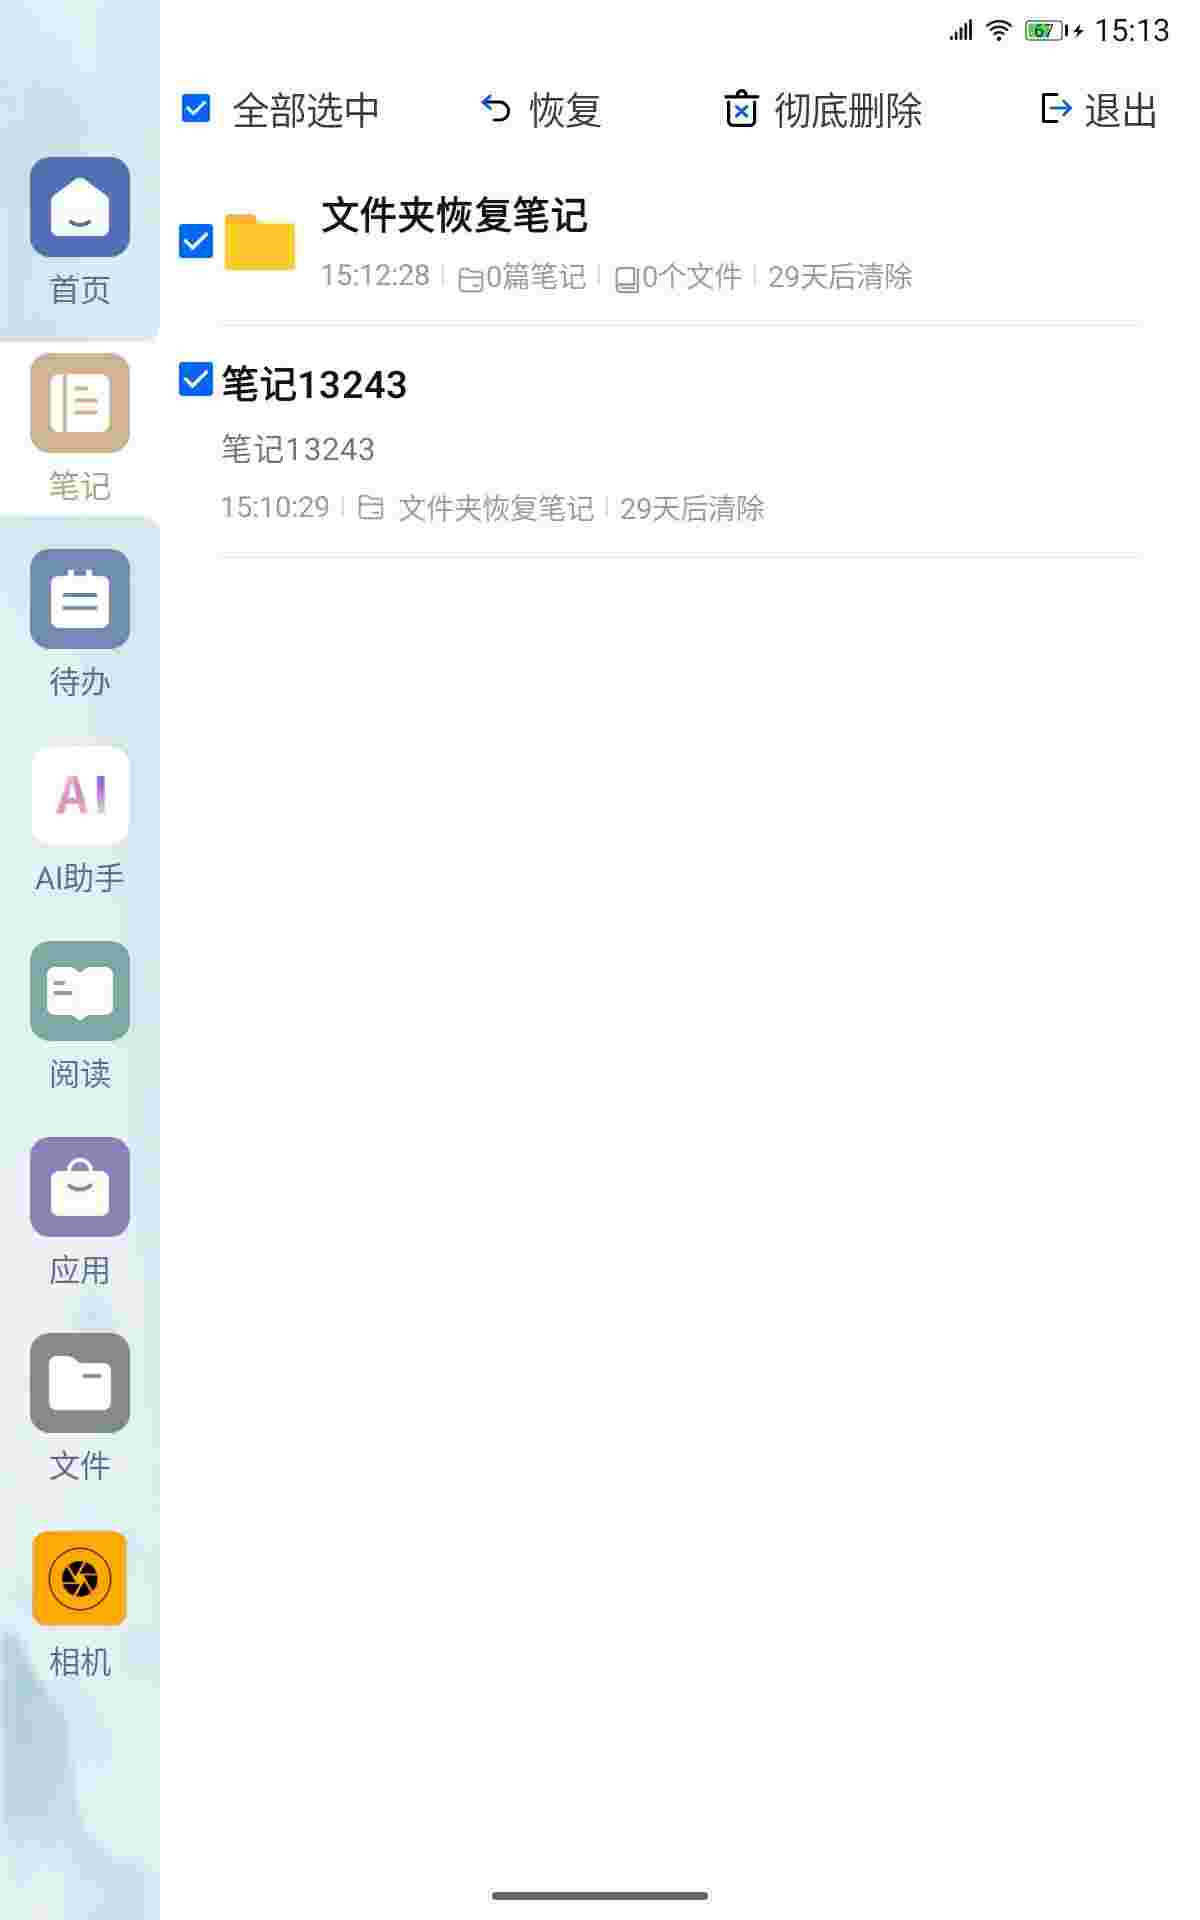 67 15:13
全部选中 恢复 彻底删除 退出
文件夹恢复笔记
15:12:28 0篇笔记 0个文件 29天后清除
笔记13243
笔记13243
15:10:29 文件夹恢复笔记 29天后清除
首页
笔记
待办
AI
AI助手
阅读
应用
文件
相机